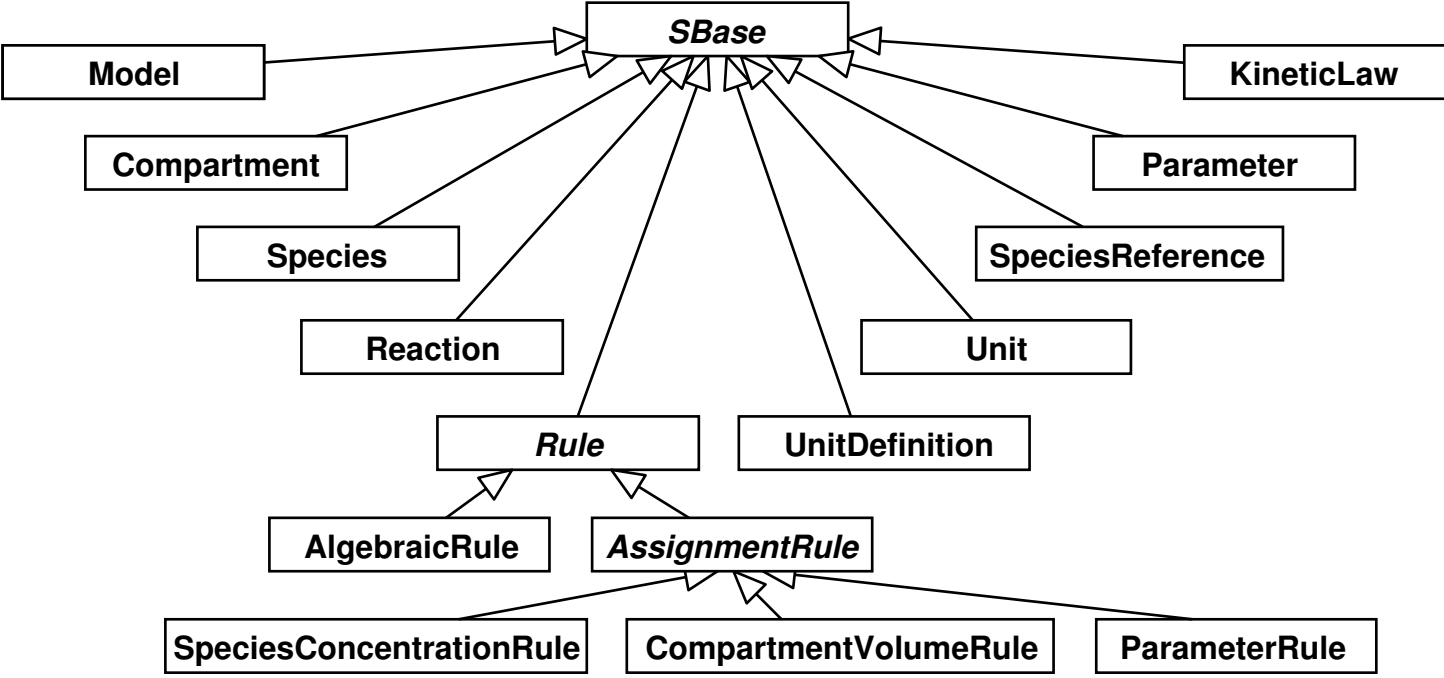 SBase
Model
KineticLaw
Compartment
Parameter
Species
SpeciesReference
Reaction
Unit
Rule
UnitDefinition
AlgebraicRule
AssignmentRule
SpeciesConcentrationRule
CompartmentVolumeRule
ParameterRule